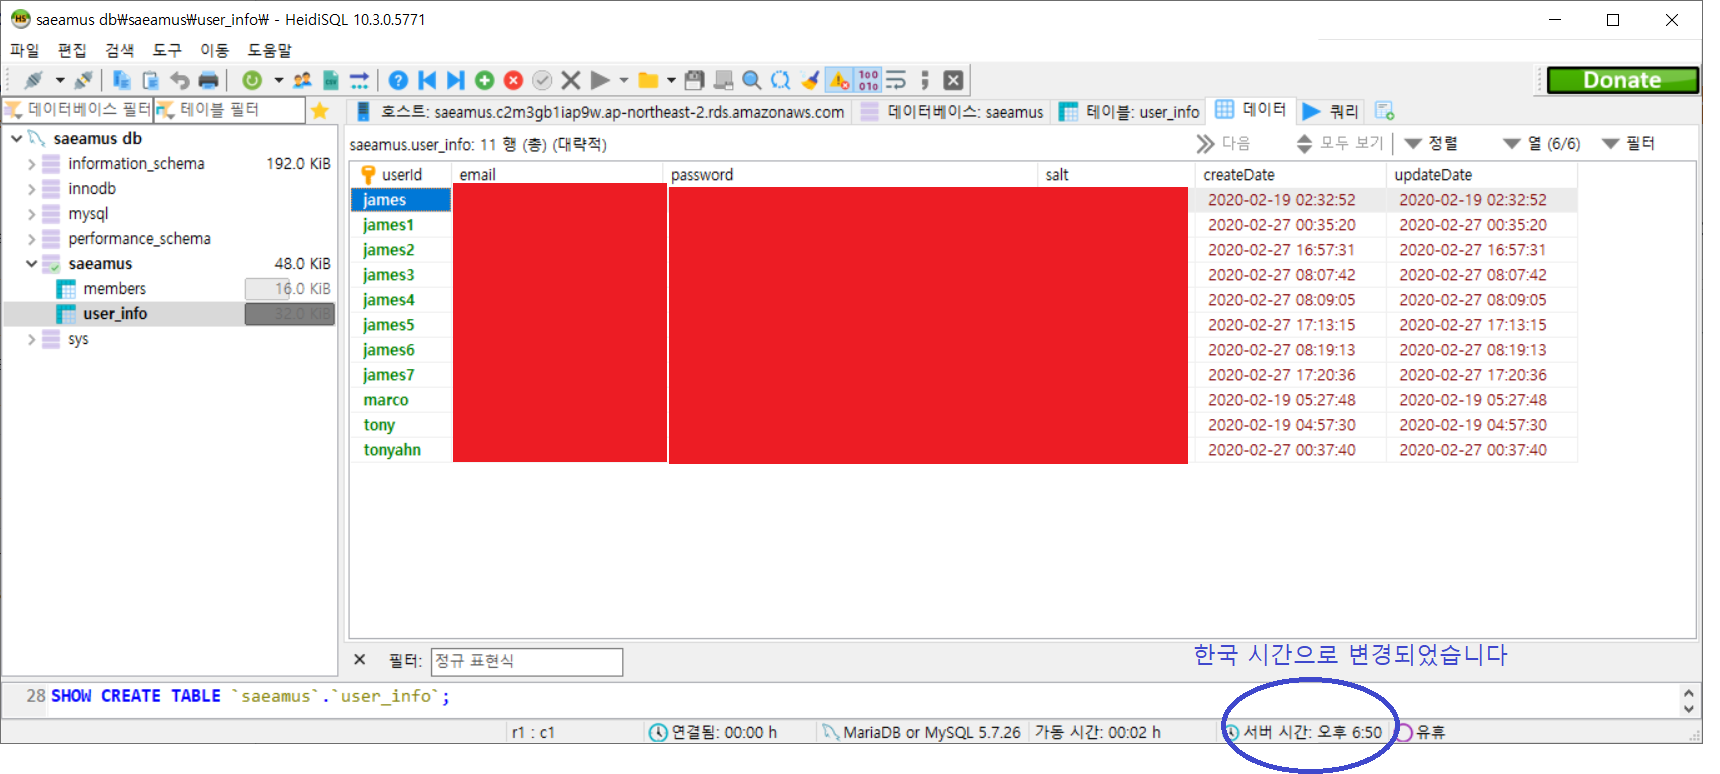 saeamus db₩saeamus₩user_info₩ - HeidiSQL 10.3.0.5771
파일 편집 검색 도구 이동 도움말
Donate
데이터베이스 필터 테이블 필터
호스트: saeamus.c2m3gb1iap9w.ap-northeast-2.rds.amazonaws.com 데이터베이스: saeamus 테이블: user_info 데이터 쿼리
saeamus db
information_schema 192.0 KiB
innodb
mysql
performance_schema
saeamus 48.0 KiB
members 16.0 KiB
user_info 32.0 KiB
sys
saeamus.user_info: 11 행 (총) (대략적) 다음 모두 보기 정렬 열 (6/6) 필터
userId email password salt createDate updateDate
james 2020-02-19 02:32:52 2020-02-19 02:32:52
james1 2020-02-27 00:35:20 2020-02-27 00:35:20
james2 2020-02-27 16:57:31 2020-02-27 16:57:31
james3 2020-02-27 08:07:42 2020-02-27 08:07:42
james4 2020-02-27 08:09:05 2020-02-27 08:09:05
james5 2020-02-27 17:13:15 2020-02-27 17:13:15
james6 2020-02-27 08:19:13 2020-02-27 08:19:13
james7 2020-02-27 17:20:36 2020-02-27 17:20:36
marco 2020-02-19 05:27:48 2020-02-19 05:27:48
tony 2020-02-19 04:57:30 2020-02-19 04:57:30
tonyahn 2020-02-27 00:37:40 2020-02-27 00:37:40
필터: 정규 표현식
한국 시간으로 변경되었습니다
28 SHOW CREATE TABLE `saeamus`.`user_info`;
r1 : c1 연결됨: 00:00 h MariaDB or MySQL 5.7.26 가동 시간: 00:02 h 서버 시간: 오후 6:50 유휴